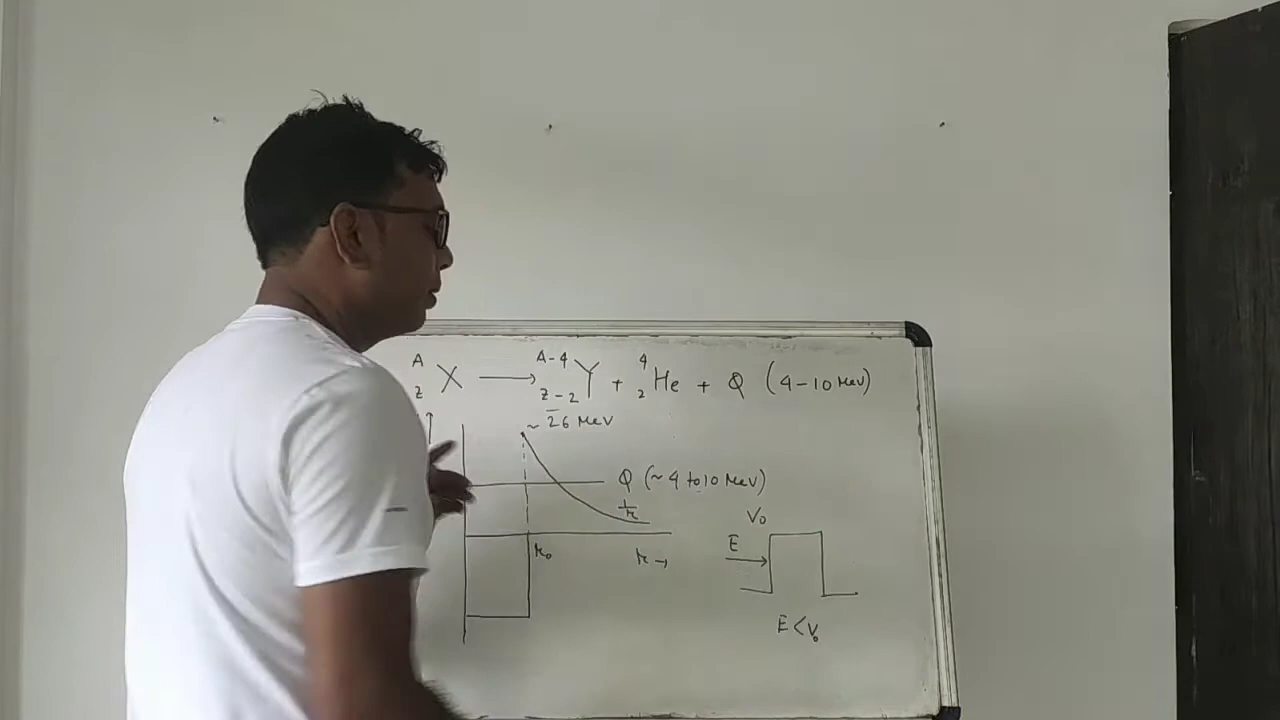 A Z X → A-4 Z-2 Y + 4 2 He + Q (4-10 MeV)
~ 26 MeV
Q (~ 4 to 10 MeV)
1/r
V₀
E
r₀
r →
E < V₀